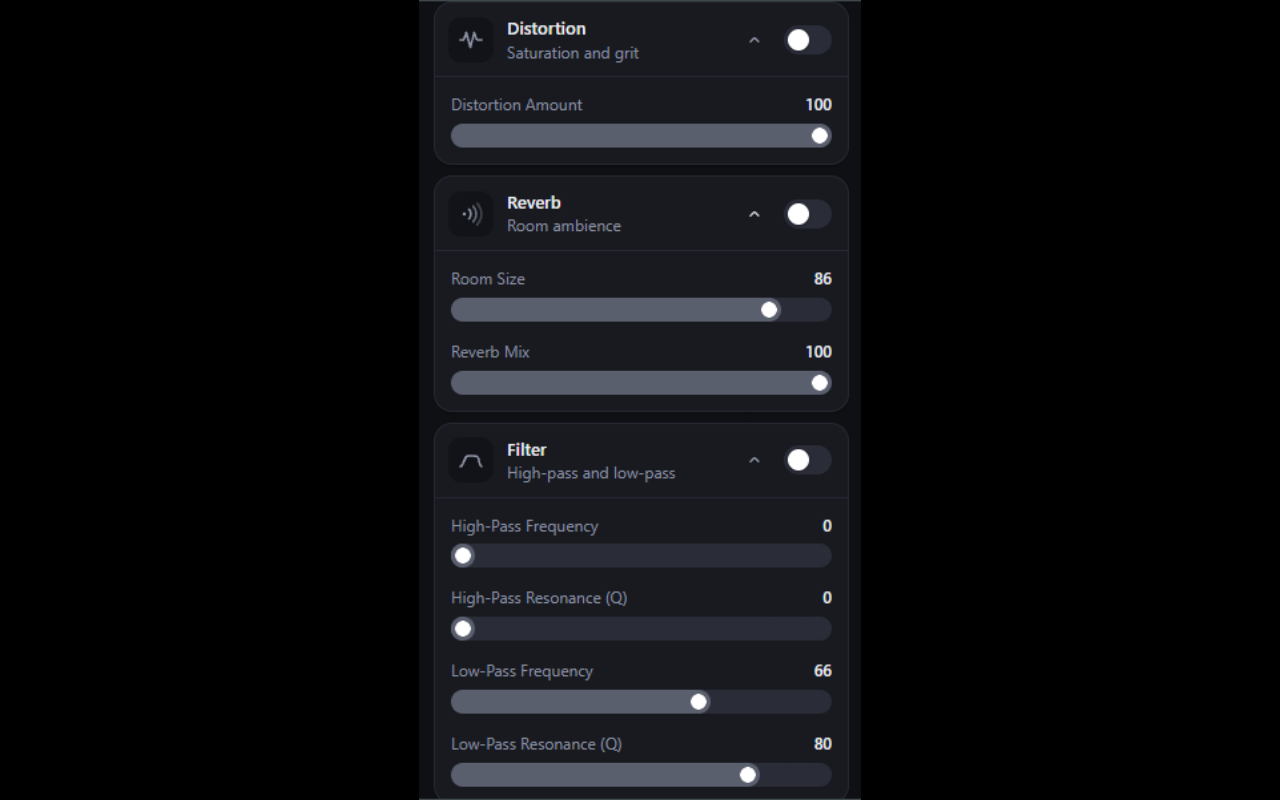 Distortion
Saturation and grit
Distortion Amount 100
Reverb
Room ambience
Room Size 86
Reverb Mix 100
Filter
High-pass and low-pass
High-Pass Frequency 0
High-Pass Resonance (Q) 0
Low-Pass Frequency 66
Low-Pass Resonance (Q) 80